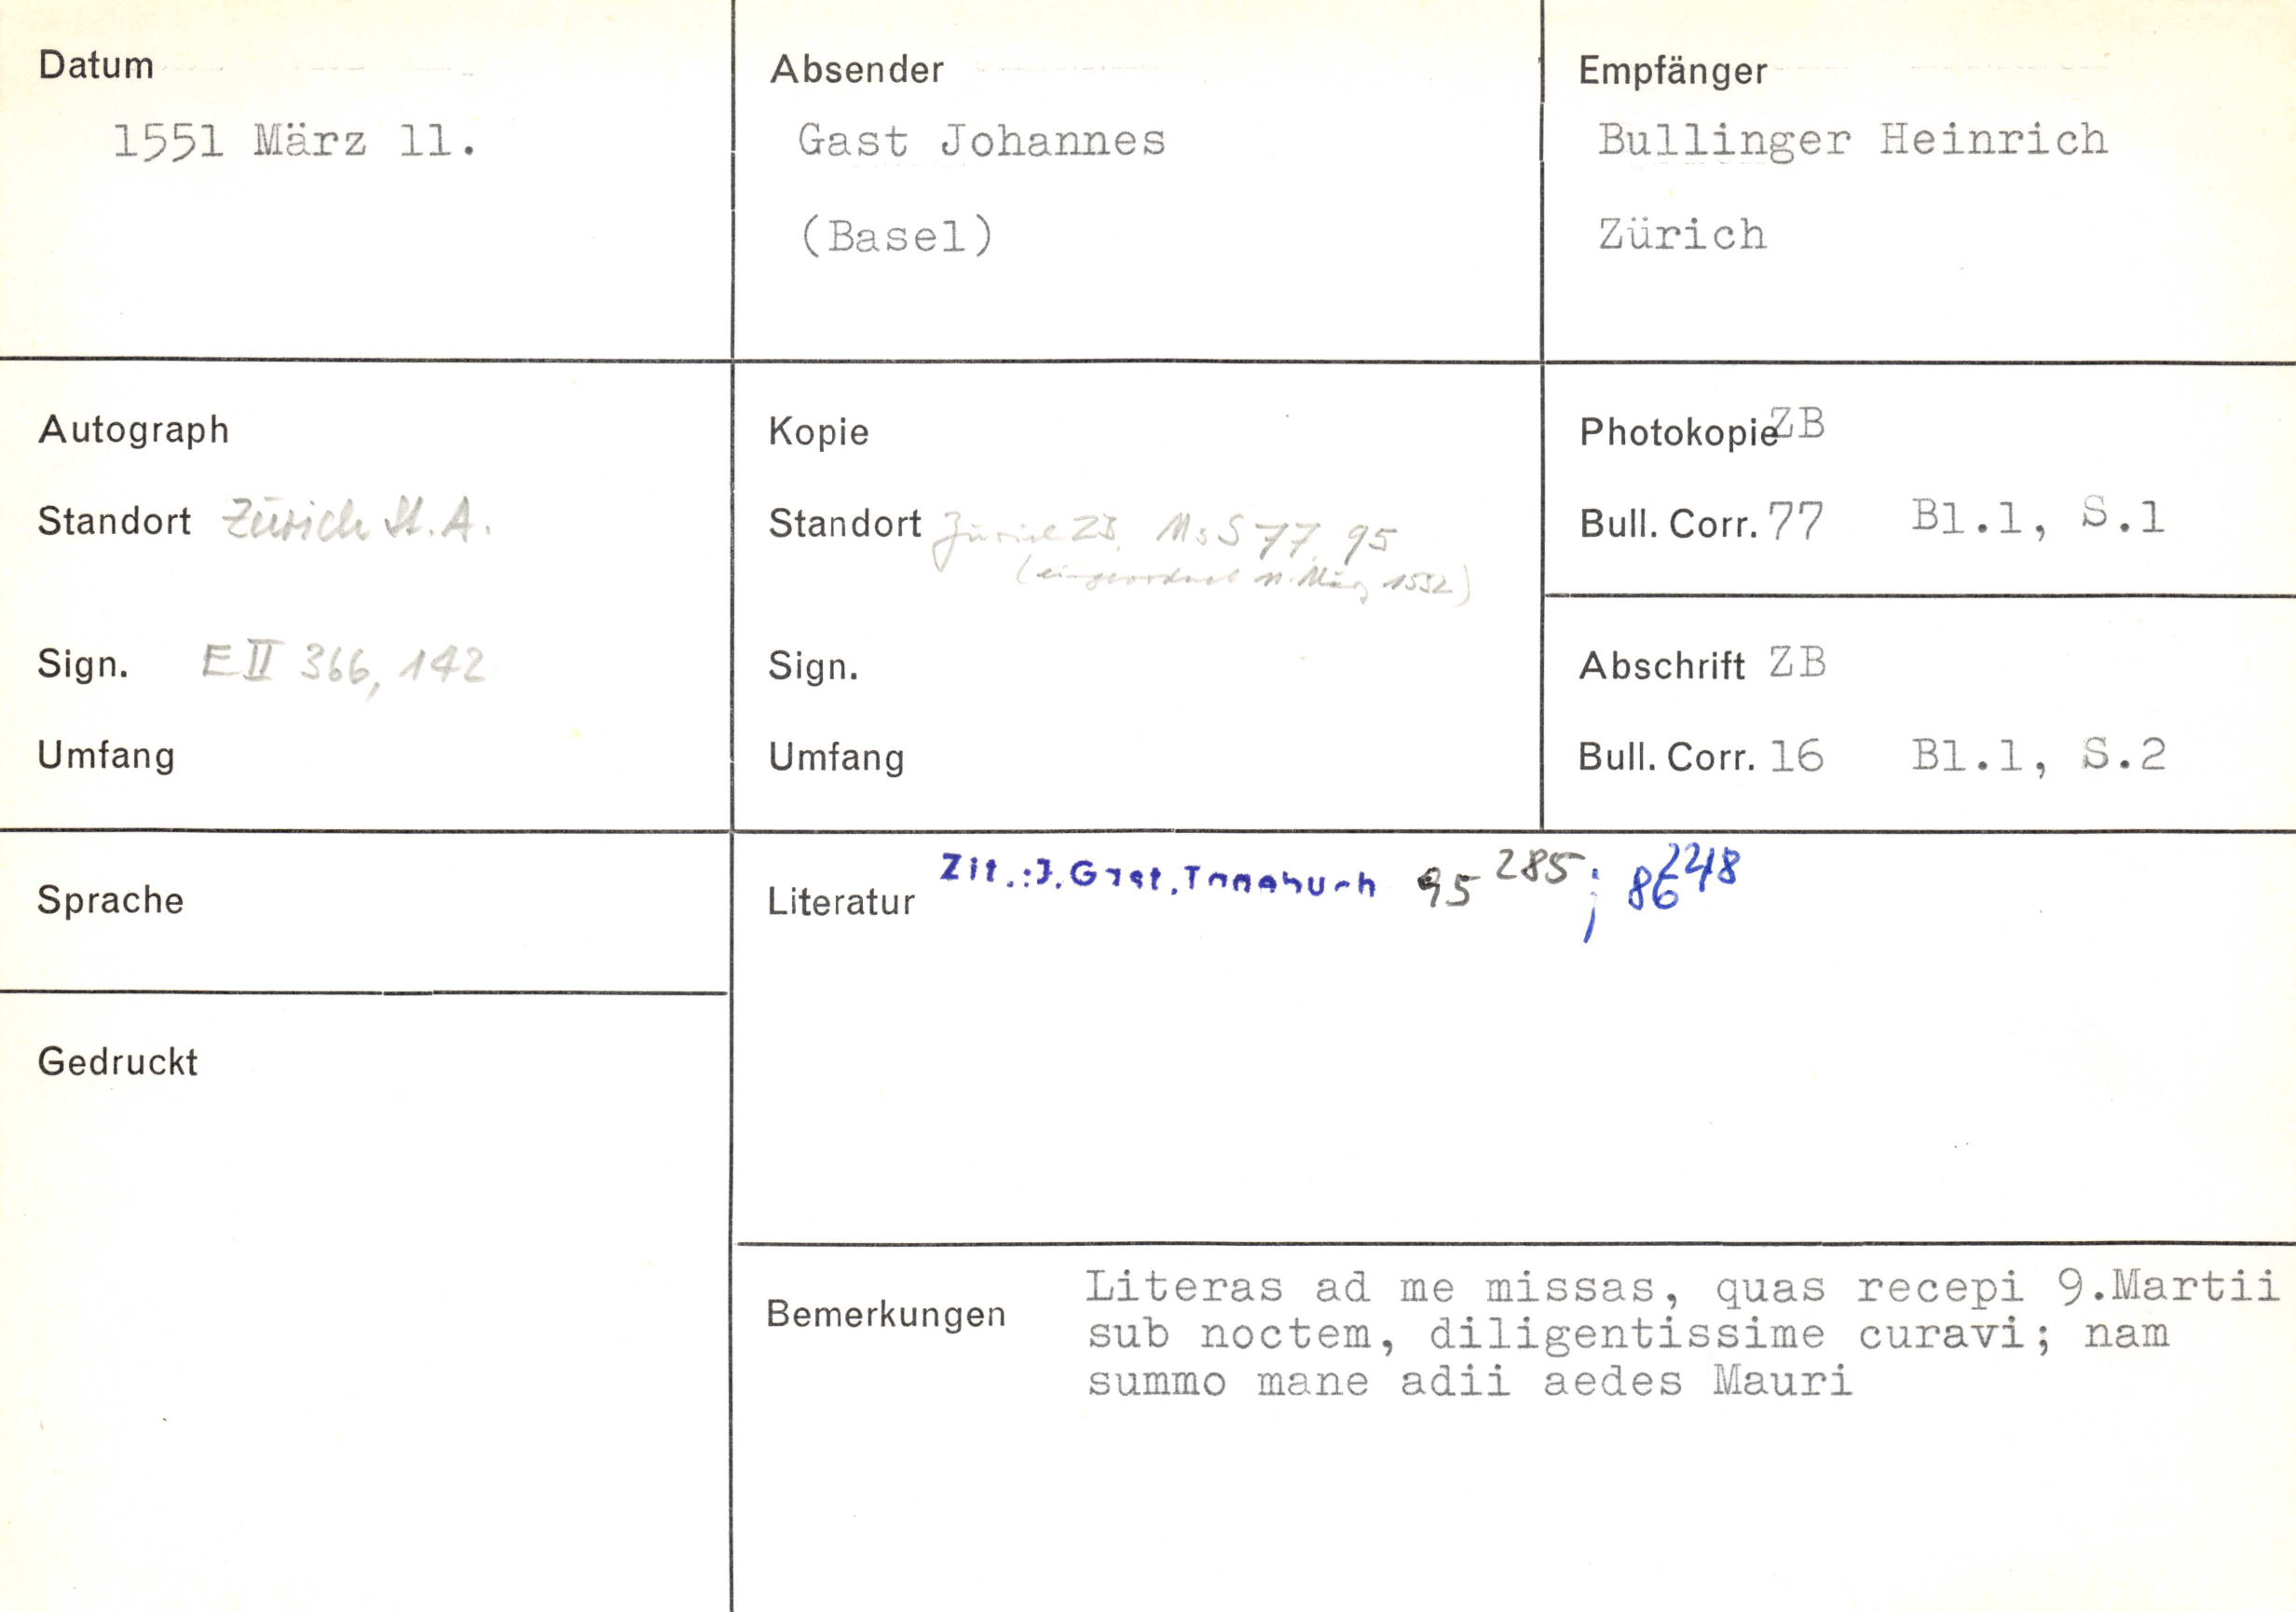 Datum
1551 März 11.
Absender
Gast Johannes
(Basel)
Empfänger
Bullinger Heinrich
Zürich
Autograph
Standort Zürich St.A.
Sign. E II 366, 142
Umfang
Kopie
Standort Zürich ZB. Ms S 77, 95
(eingeordnet 11. März 1552)
Sign.
Umfang
Photokopie ZB
Bull. Corr. 77 Bl.1, S.1
Abschrift ZB
Bull. Corr. 16 Bl.1, S.2
Sprache
Gedruckt
Literatur Zit.: J. Gast, Tagebuch 95 285; 86 248
Bemerkungen Literas ad me missas, quas recepi 9.Martii
sub noctem, diligentissime curavi; nam
summo mane adii aedes Mauri